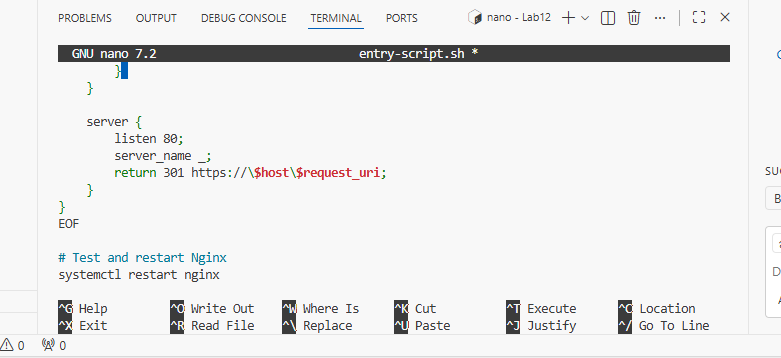 PROBLEMS OUTPUT DEBUG CONSOLE TERMINAL PORTS nano - Lab12
GNU nano 7.2 entry-script.sh *
}
}
server {
listen 80;
server_name _;
return 301 https://\$host\$request_uri;
}
}
EOF
# Test and restart Nginx
systemctl restart nginx
^G Help ^O Write Out ^W Where Is ^K Cut ^T Execute ^C Location
^X Exit ^R Read File ^\ Replace ^U Paste ^J Justify ^/ Go To Line
0 0